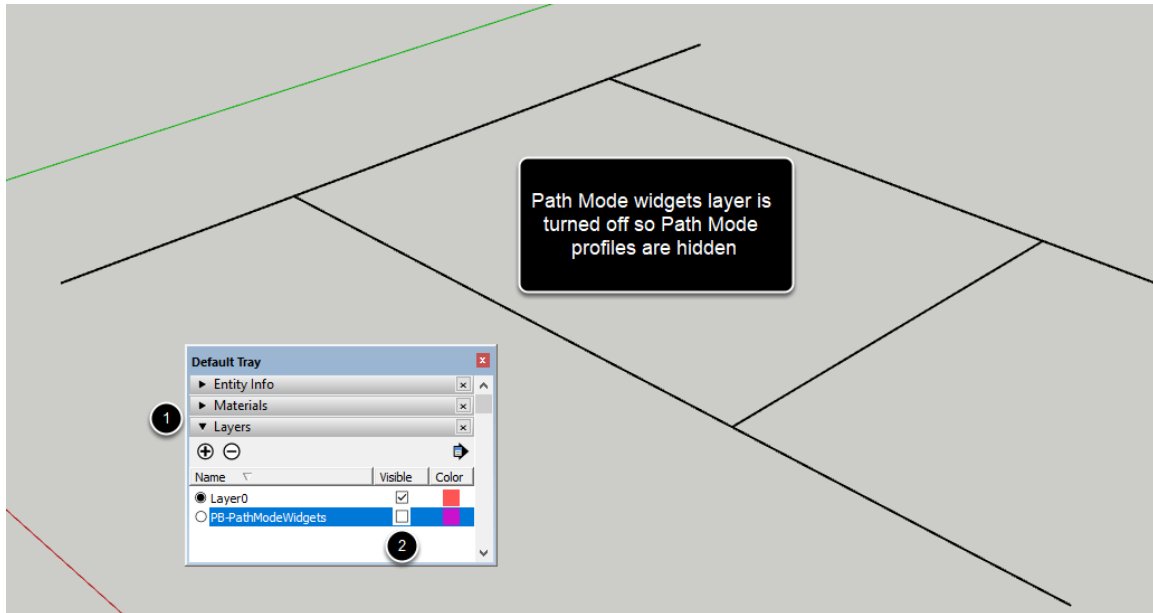 Path Mode widgets layer is
turned off so Path Mode
profiles are hidden
Default Tray
Entity Info
Materials
1
Layers
Name Visible Color
Layer0
PB-PathModeWidgets
2